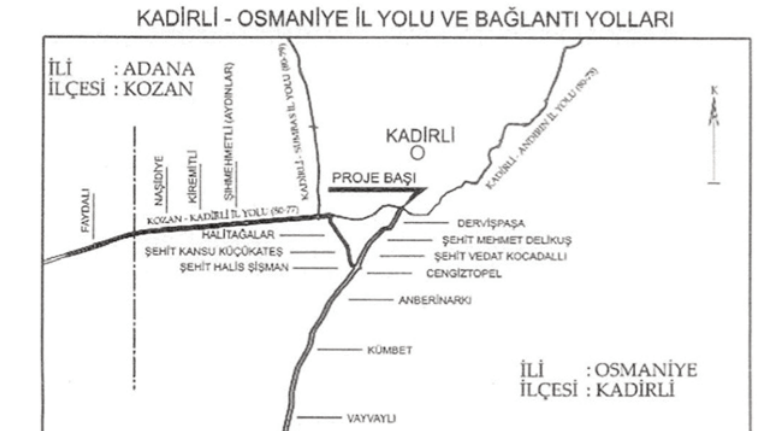 KADİRLİ - OSMANİYE İL YOLU VE BAĞLANTI YOLLARI
İLİ : ADANA
İLÇESİ : KOZAN
KADİRLİ - SUMBAS İL YOLU (80-79)
KADİRLİ - ANDIRIN İL YOLU (80-78)
K
KADİRLİ
PROJE BAŞI
FAYDALI
NAŞİDİYE
KİREMİTLİ
ŞIHMEHMETLİ (AYDINLAR)
KOZAN - KADİRLİ İL YOLU (80-77)
HALİTAĞALAR
ŞEHİT KANSU KÜÇÜKATEŞ
ŞEHİT HALİS ŞİŞMAN
DERVİŞPAŞA
ŞEHİT MEHMET DELİKUŞ
ŞEHİT VEDAT KOCADALLI
CENGİZTOPEL
ANBERİNARKI
KÜMBET
VAYVAYLI
İLİ : OSMANİYE
İLÇESİ : KADİRLİ